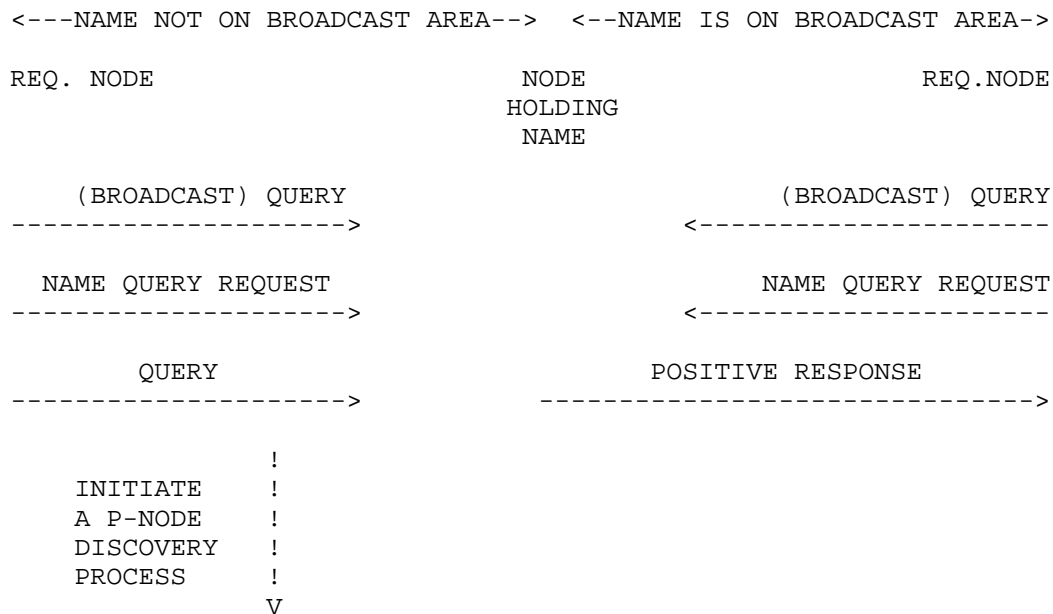 <---NAME NOT ON BROADCAST AREA--> <--NAME IS ON BROADCAST AREA->
REQ. NODE NODE REQ.NODE
HOLDING
NAME
(BROADCAST) QUERY (BROADCAST) QUERY
---------------------> <----------------------
NAME QUERY REQUEST NAME QUERY REQUEST
---------------------> <----------------------
QUERY POSITIVE RESPONSE
---------------------> ------------------------------->
!
INITIATE !
A P-NODE !
DISCOVERY !
PROCESS !
V